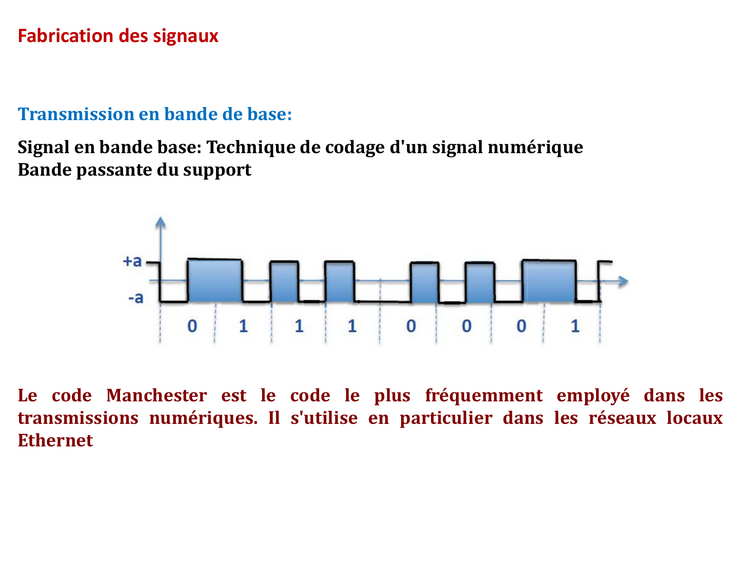 Fabrication des signaux
Transmission en bande de base:
Signal en bande base: Technique de codage d'un signal numérique
Bande passante du support
+a
-a
0 1 1 1 0 0 0 1
Le code Manchester est le code le plus fréquemment employé dans les
transmissions numériques. Il s'utilise en particulier dans les réseaux locaux
Ethernet